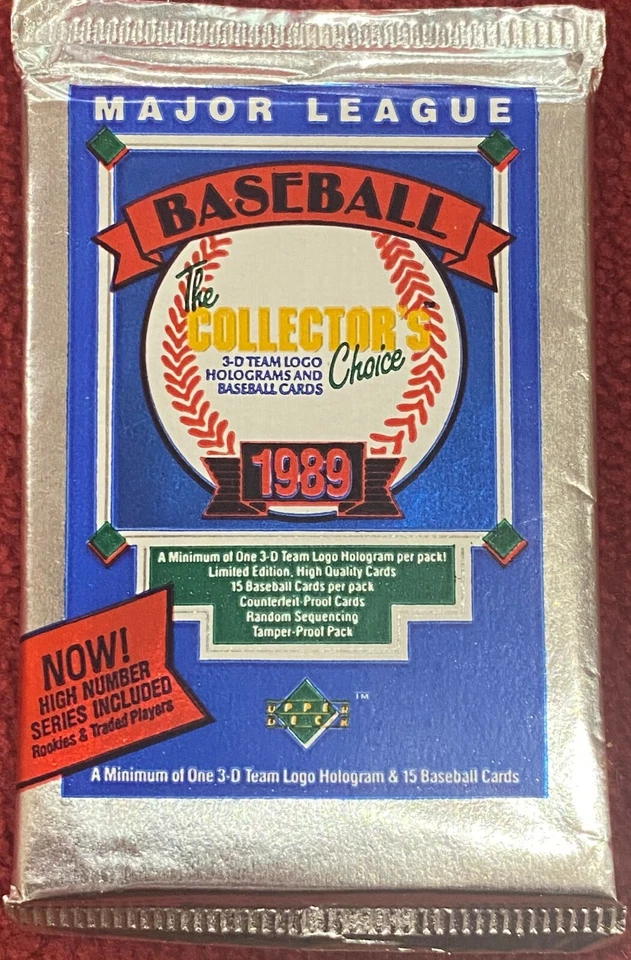 MAJOR LEAGUE
BASEBALL
The
COLLECTOR'S™
Choice
3-D TEAM LOGO
HOLOGRAMS AND
BASEBALL CARDS
1989
A Minimum of One 3-D Team Logo Hologram per pack!
Limited Edition, High Quality Cards
15 Baseball Cards per pack
Counterfeit-Proof Cards
Random Sequencing
Tamper-Proof Pack
NOW!
HIGH NUMBER
SERIES INCLUDED
Rookies & Traded Players
UPPER
DECK
TM
A Minimum of One 3-D Team Logo Hologram & 15 Baseball Cards